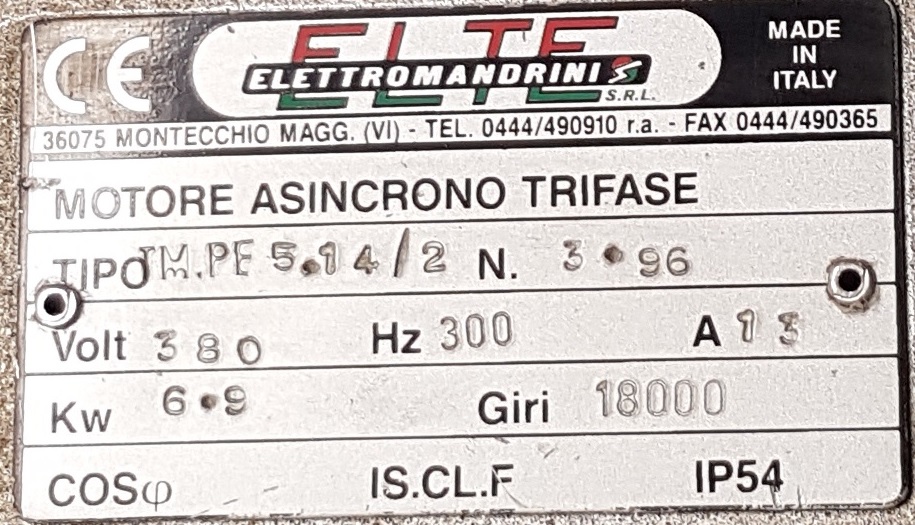 CE
ELTE
ELETTROMANDRINI
S.R.L.
MADE
IN
ITALY
36075 MONTECCHIO MAGG. (VI) - TEL. 0444/490910 r.a. - FAX 0444/490365
MOTORE ASINCRONO TRIFASE
TIPO TM.PE 5.14/2 N. 3.96
Volt 380 Hz 300 A 13
Kw 6.9 Giri 18000
COSφ IS.CL.F IP54